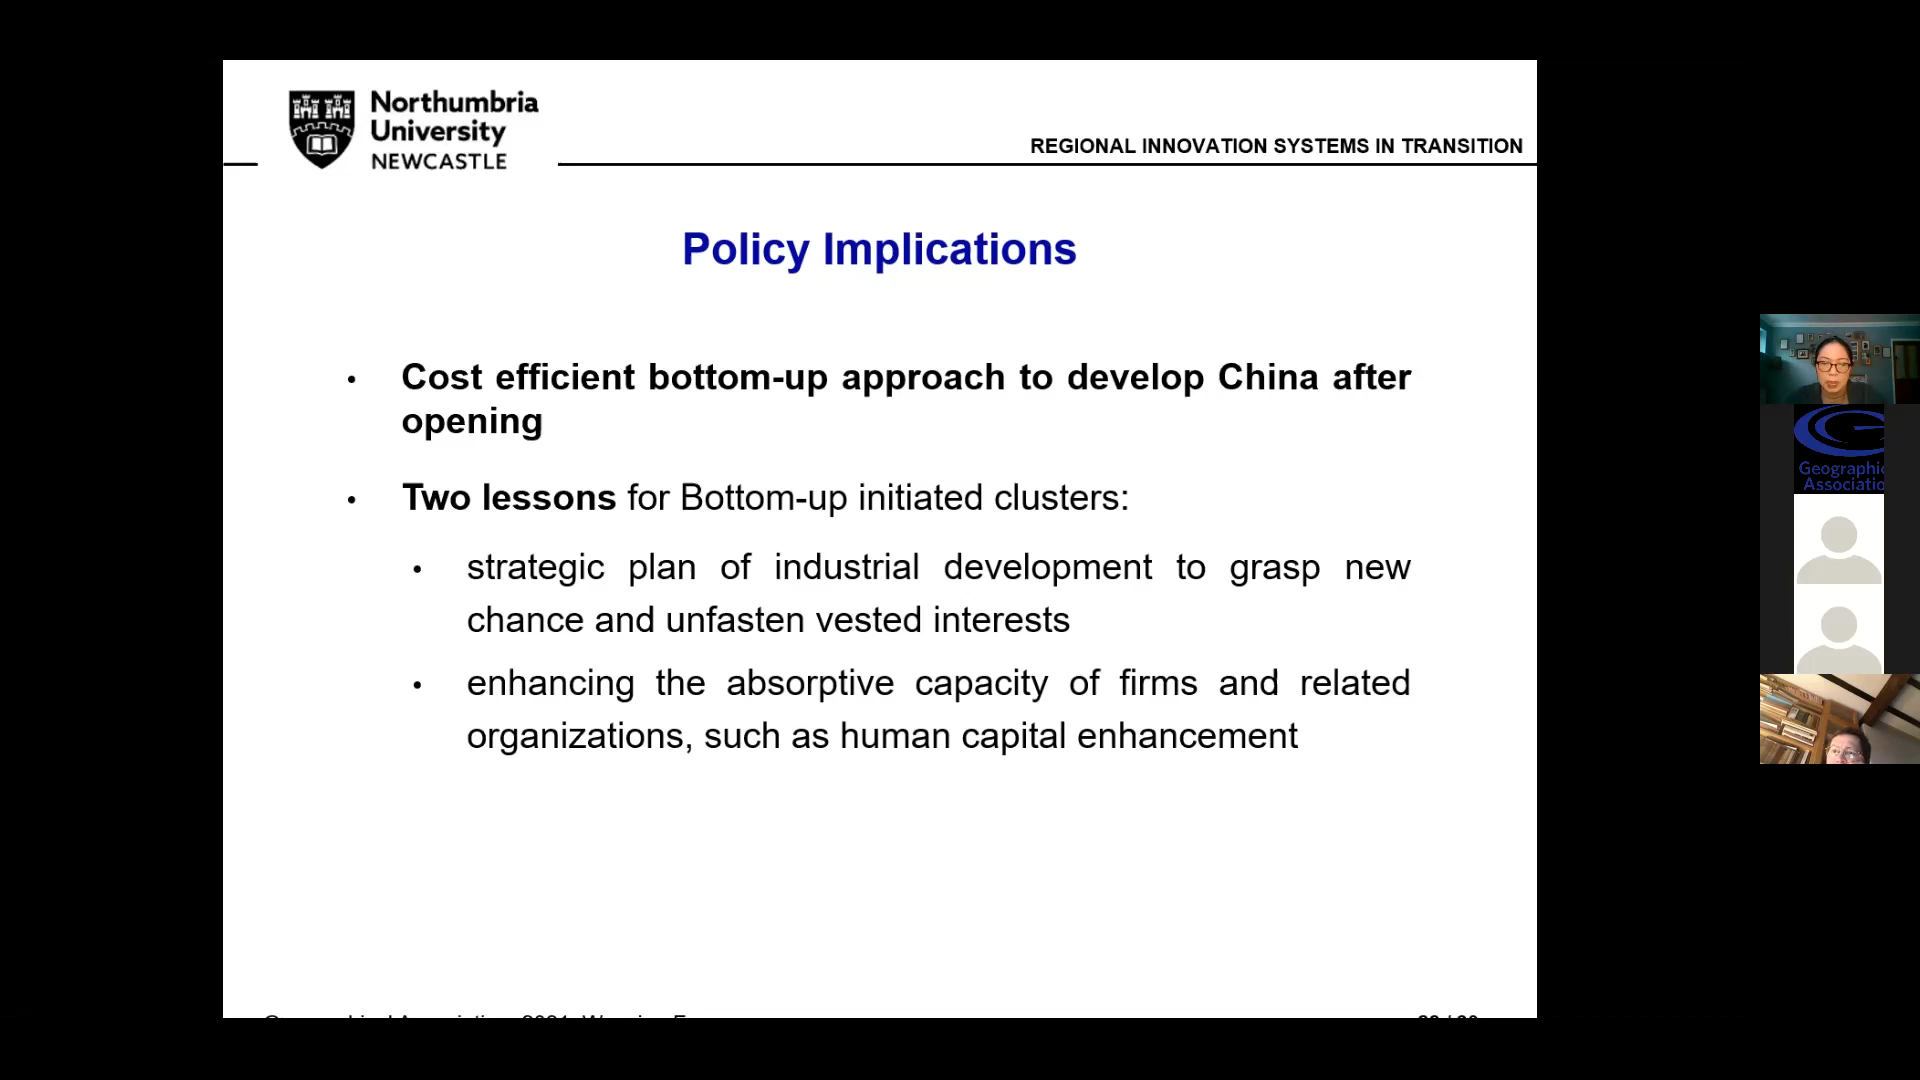 Northumbria
University
NEWCASTLE
REGIONAL INNOVATION SYSTEMS IN TRANSITION
Policy Implications
• Cost efficient bottom-up approach to develop China after
opening
• Two lessons for Bottom-up initiated clusters:
• strategic plan of industrial development to grasp new
chance and unfasten vested interests
• enhancing the absorptive capacity of firms and related
organizations, such as human capital enhancement